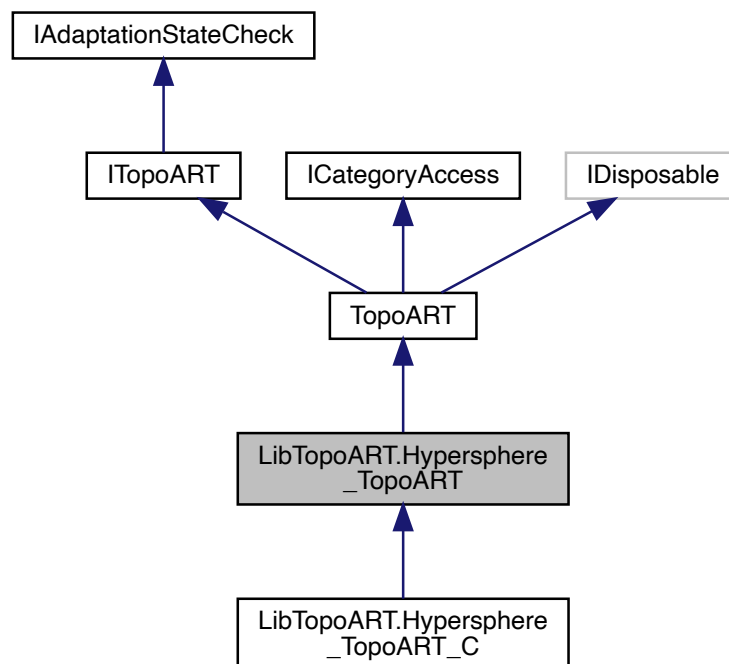 IAdaptationStateCheck
ITopoART
ICategoryAccess
IDisposable
TopoART
LibTopoART.Hypersphere
_TopoART
LibTopoART.Hypersphere
_TopoART_C